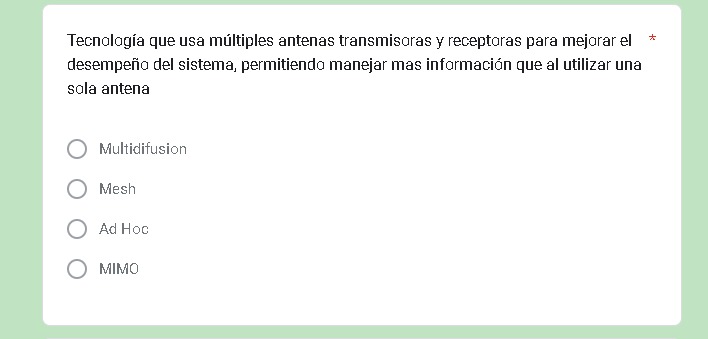 Tecnología que usa múltiples antenas transmisoras y receptoras para mejorar el *
desempeño del sistema, permitiendo manejar mas información que al utilizar una
sola antena
Multidifusion
Mesh
Ad Hoc
MIMO